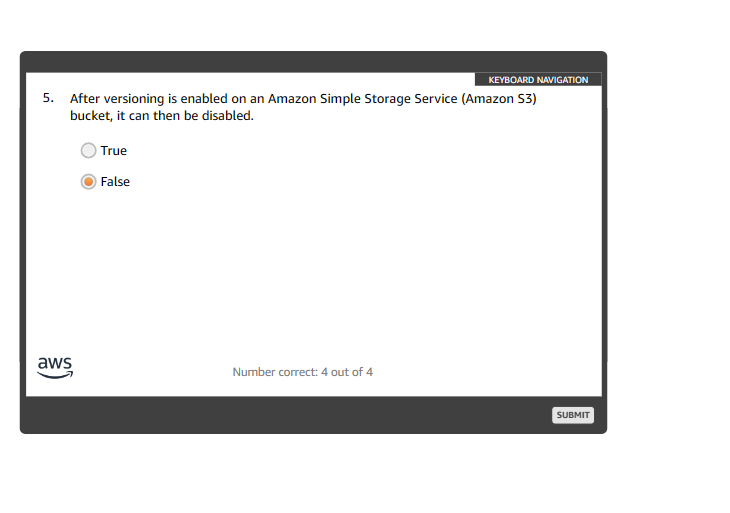 KEYBOARD NAVIGATION
5. After versioning is enabled on an Amazon Simple Storage Service (Amazon S3)
bucket, it can then be disabled.
True
False
aws
Number correct: 4 out of 4
SUBMIT